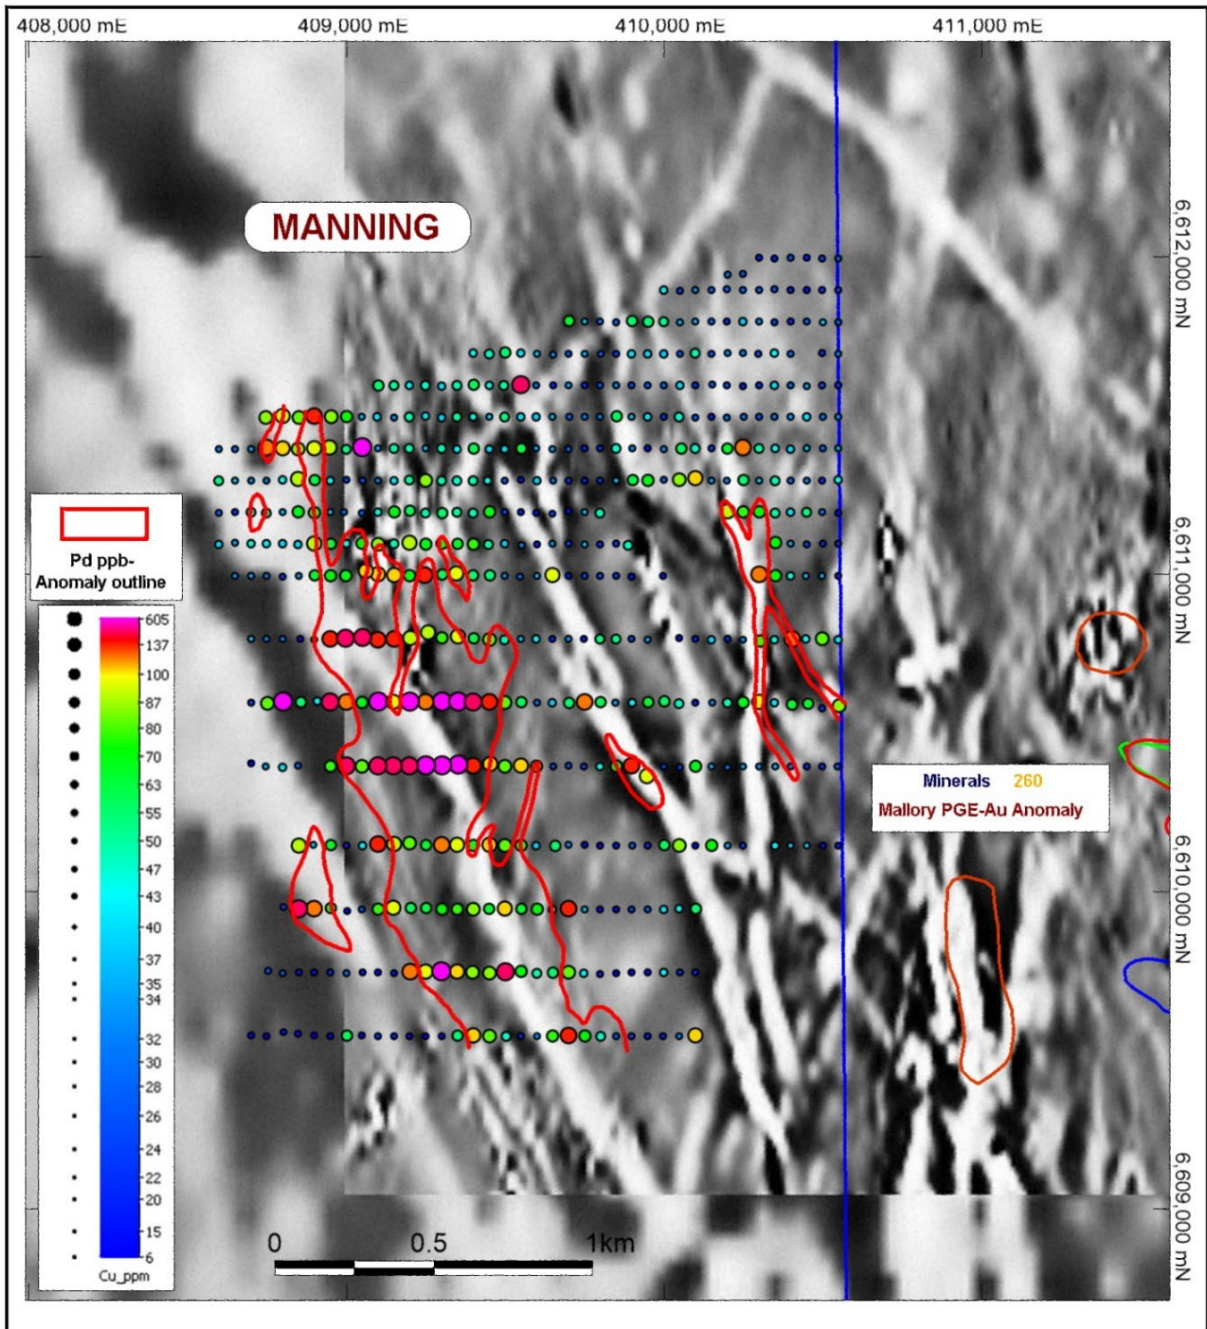 408,000 mE 409,000 mE 410,000 mE 411,000 mE
MANNING
6,612,000 mN
6,611,000 mN
6,610,000 mN
6,609,000 mN
Pd ppb-
Anomaly outline
605
137
100
87
80
70
63
55
50
47
43
40
37
35
34
32
30
28
26
24
22
20
15
6
Cu_ppm
Minerals 260
Mallory PGE-Au Anomaly
0 0.5 1km